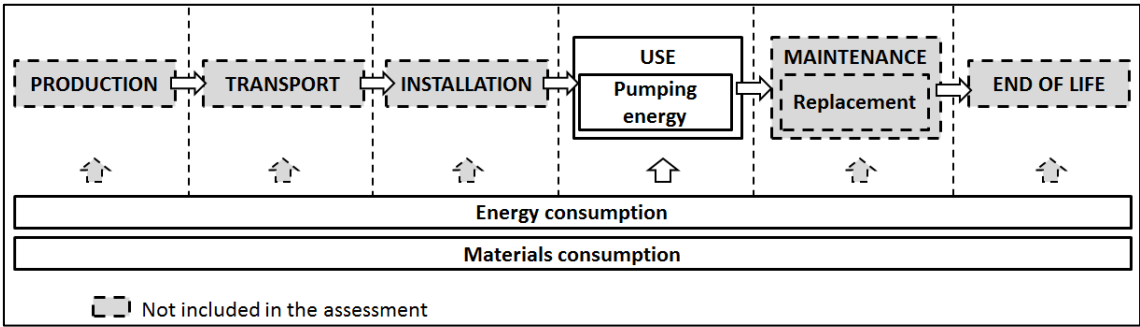 PRODUCTION
TRANSPORT
INSTALLATION
USE
Pumping
energy
MAINTENANCE
Replacement
END OF LIFE
Energy consumption
Materials consumption
Not included in the assessment